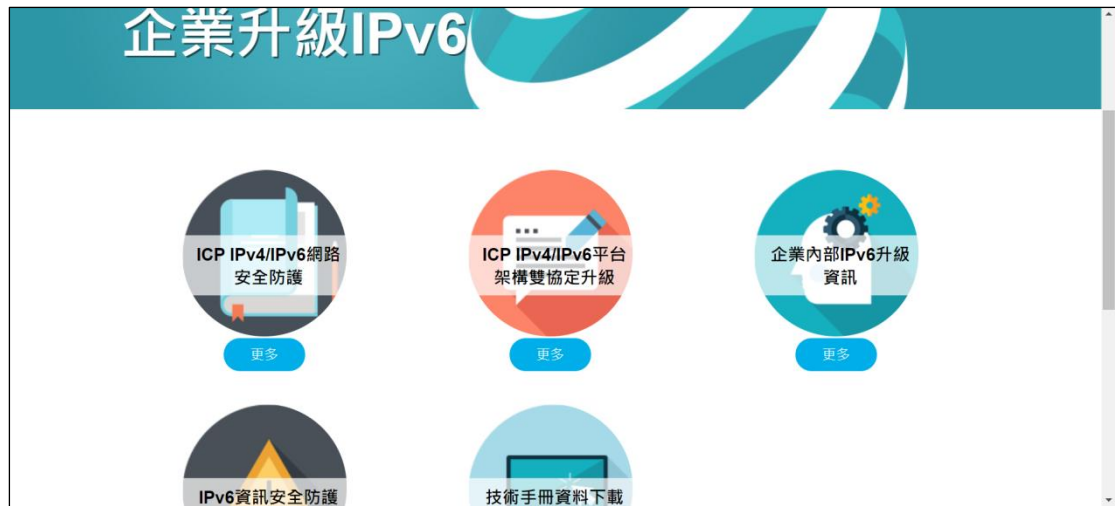 企業升級IPv6
ICP IPv4/IPv6網路
安全防護
更多
ICP IPv4/IPv6平台
架構雙協定升級
更多
企業內部IPv6升級
資訊
更多
IPv6資訊安全防護
技術手冊資料下載